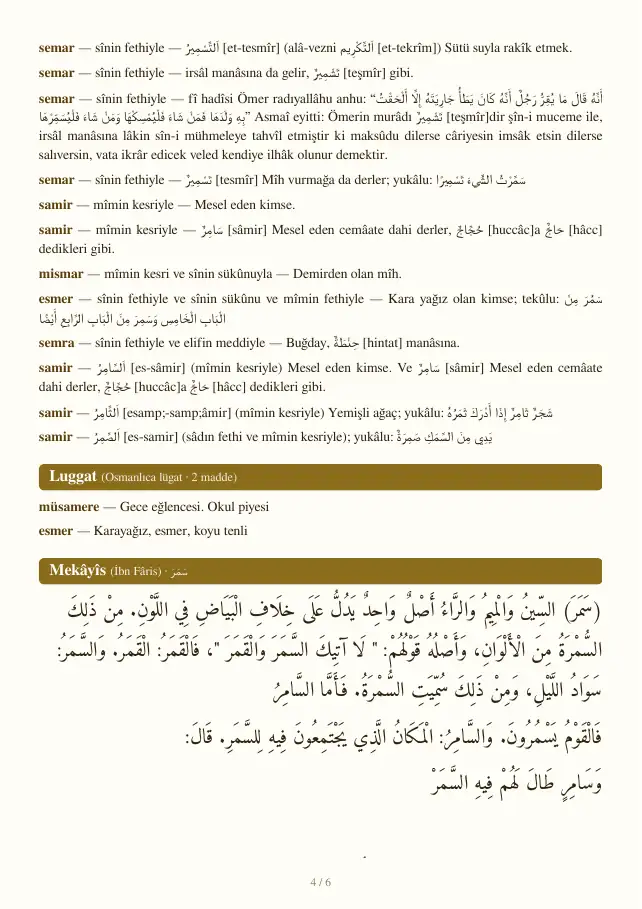 semar — sînin fethiyle — اَلتَّسْمِيرُ [et-tesmîr] (alâ-vezni اَلتَّكْرِيم [et-tekrîm]) Sütü suyla rakîk etmek.
semar — sînin fethiyle — irsâl manâsına da gelir, تَشْمِيرٌ [teşmîr] gibi.
semar — sînin fethiyle — fî hadîsi Ömer radıyallâhu anhu: “أَنَّهُ قَالَ مَا يُقِرُّ رَجُلٌ أَنَّهُ كَانَ يَطَأُ جَارِيَتَهُ إِلَّا أَلْحَقْتُ
بِهِ وَلَدَهَا فَمَنْ شَاءَ فَلْيُمْسِكْهَا وَمَنْ شَاءَ فَلْيُسَمِّرْهَا” Asmaî eyitti: Ömerin murâdı تَشْمِيرٌ [teşmîr]dir şîn-i muceme ile,
irsâl manasına lâkin sîn-i mühmeleye tahvîl etmiştir ki maksûdu dilerse câriyesin imsâk etsin dilerse
salıversin, vata ikrâr edicek veled kendiye ilhâk olunur demektir.
semar — sînin fethiyle — تَسْمِيرٌ [tesmîr] Mîh vurmağa da derler; yukâlu: سَمَّرْتُ الشَّيْءَ تَسْمِيرًا
samir — mîmin kesriyle — Mesel eden kimse.
samir — mîmin kesriyle — سَامِرٌ [sâmir] Mesel eden cemâate dahi derler, حُجَّاجٌ [huccâc]a حَاجٌّ [hâcc]
dedikleri gibi.
mismar — mîmin kesri ve sînin sükûnuyla — Demirden olan mîh.
esmer — sînin fethiyle ve sînin sükûnu ve mîmin fethiyle — Kara yağız olan kimse; tekûlu: سَمُرَ مِنَ
الْبَابِ الْخَامِسِ وَسَمِرَ مِنَ الْبَابِ الرَّابِعِ أَيْضًا
semra — sînin fethiyle ve elifin meddiyle — Buğday, حِنْطَةٌ [hintat] manâsına.
samir — اَلسَّامِرُ [es-sâmir] (mîmin kesriyle) Mesel eden kimse. Ve سَامِرٌ [sâmir] Mesel eden cemâate
dahi derler, حُجَّاجٌ [huccâc]a حَاجٌّ [hâcc] dedikleri gibi.
samir — اَلثَّامِرُ [esamp;-samp;âmir] (mîmin kesriyle) Yemişli ağaç; yukâlu: شَجَرٌ ثَامِرٌ إِذَا أَدْرَكَ ثَمَرُهُ
samir — اَلصَّمِرُ [es-samir] (sâdın fethi ve mîmin kesriyle); yukâlu: يَدِي مِنَ السَّمَكِ صَمِرَةٌ
Luggat (Osmanlıca lügat · 2 madde)
müsamere — Gece eğlencesi. Okul piyesi
esmer — Karayağız, esmer, koyu tenli
Mekâyîs (İbn Fâris) · سَمَرَ
(سَمَرَ) السِّينُ وَالْمِيمُ وَالرَّاءُ أَصْلٌ وَاحِدٌ يَدُلُّ عَلَى خِلَافِ الْبَيَاضِ فِي اللَّوْنِ. مِنْ ذَلِكَ
السُّمْرَةُ مِنَ الْأَلْوَانِ، وَأَصْلُهُ قَوْلُهُمْ: " لَا آتِيكَ السَّمَرَ وَالْقَمَرَ "، فَالْقَمَرُ: الْقَمَرُ. وَالسَّمَرُ:
سَوَادُ اللَّيْلِ، وَمِنْ ذَلِكَ سُمِّيَتِ السُّمْرَةُ. فَأَمَّا السَّامِرُ
فَالْقَوْمُ يَسْمُرُونَ. وَالسَّامِرُ: الْمَكَانُ الَّذِي يَجْتَمِعُونَ فِيهِ لِلسَّمَرِ. قَالَ:
وَسَامِرٍ طَالَ لَهُمْ فِيهِ السَّمَرْ
4 / 6